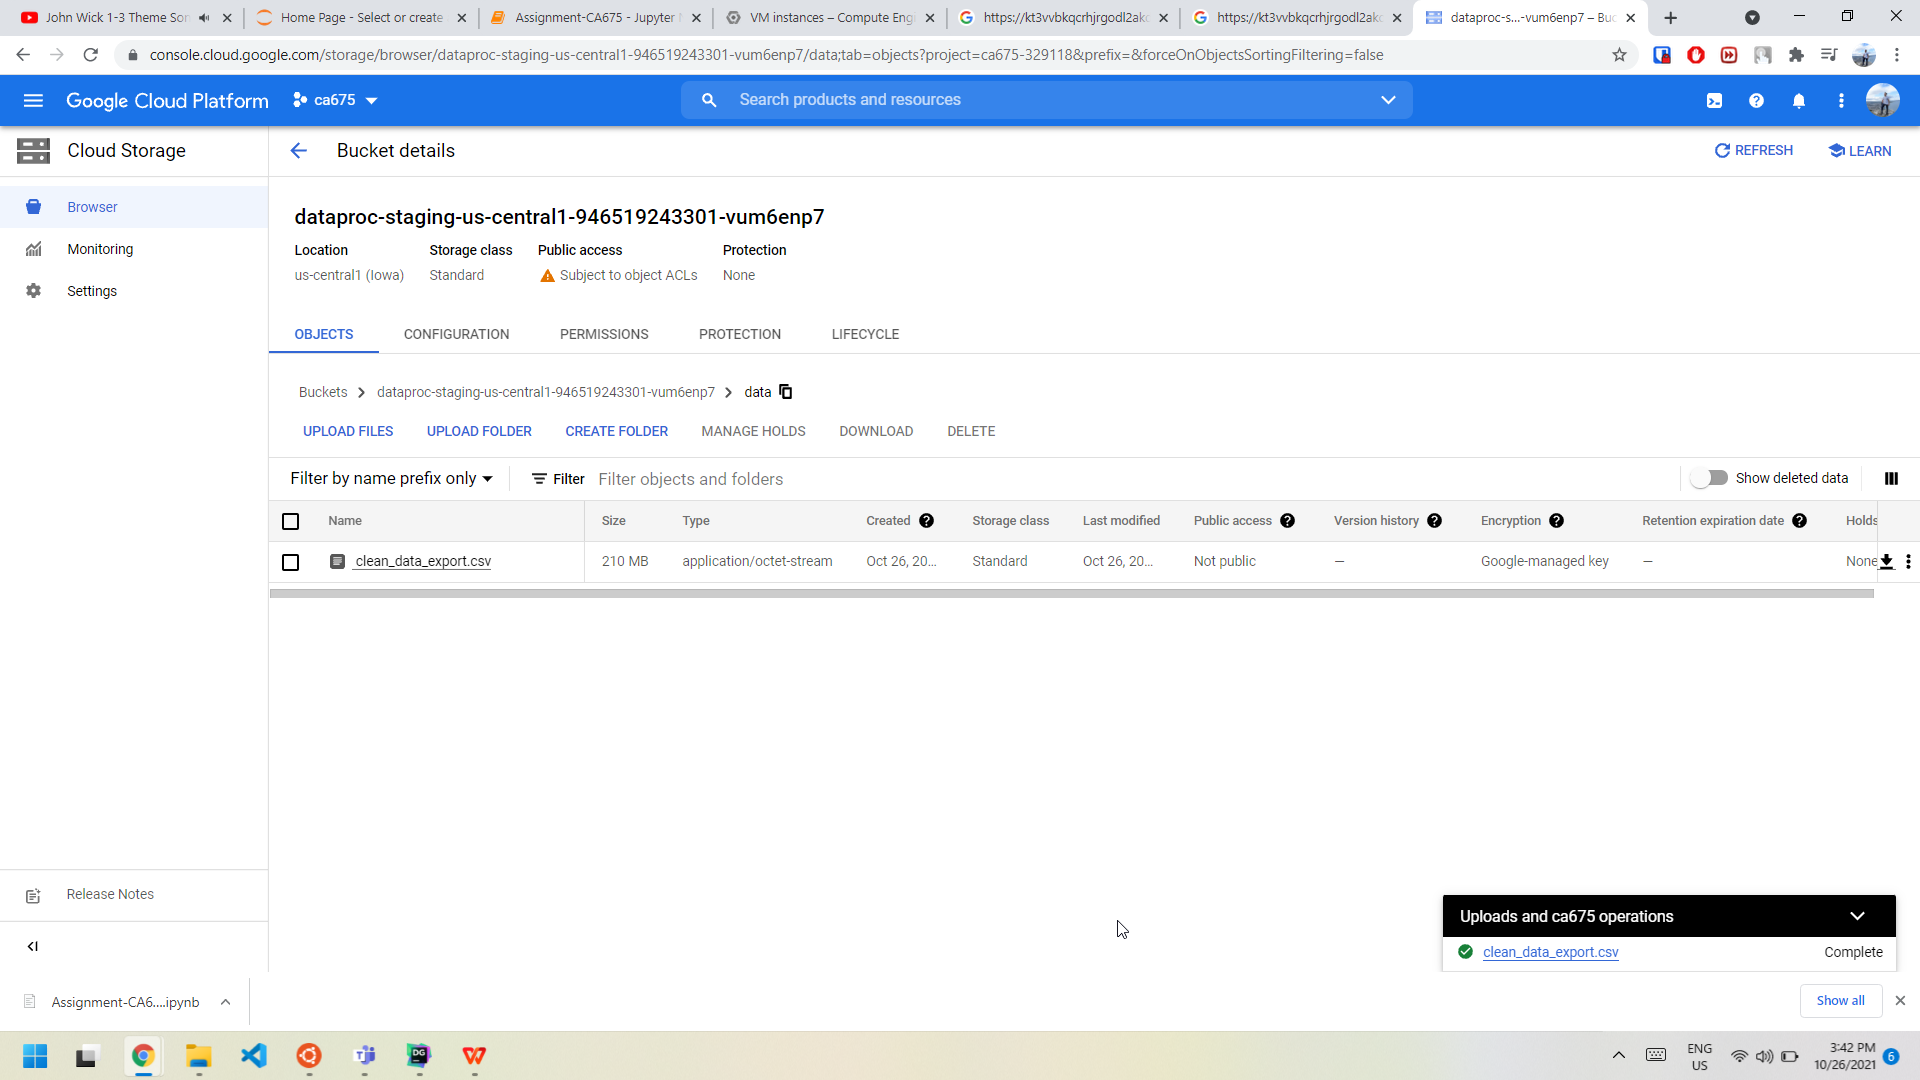 John Wick 1-3 Theme Son
Home Page - Select or create
Assignment-CA675 - Jupyter
VM instances – Compute Eng
https://kt3vvbkqcrhjrgodl2akc
https://kt3vvbkqcrhjrgodl2akc
dataproc-s...-vum6enp7 – Buc
console.cloud.google.com/storage/browser/dataproc-staging-us-central1-946519243301-vum6enp7/data;tab=objects?project=ca675-329118&prefix=&forceOnObjectsSortingFiltering=false
Google Cloud Platform
ca675
Search products and resources
Cloud Storage
Bucket details
REFRESH
LEARN
Browser
Monitoring
Settings
dataproc-staging-us-central1-946519243301-vum6enp7
Location Storage class Public access Protection
us-central1 (Iowa) Standard Subject to object ACLs None
OBJECTS CONFIGURATION PERMISSIONS PROTECTION LIFECYCLE
Buckets > dataproc-staging-us-central1-946519243301-vum6enp7 > data
UPLOAD FILES UPLOAD FOLDER CREATE FOLDER MANAGE HOLDS DOWNLOAD DELETE
Filter by name prefix only Filter Filter objects and folders Show deleted data
Name Size Type Created Storage class Last modified Public access Version history Encryption Retention expiration date Holds
clean_data_export.csv 210 MB application/octet-stream Oct 26, 20... Standard Oct 26, 20... Not public — Google-managed key — None
Release Notes
Uploads and ca675 operations
clean_data_export.csv Complete
Assignment-CA6....ipynb
Show all
ENG
US
3:42 PM
10/26/2021
6